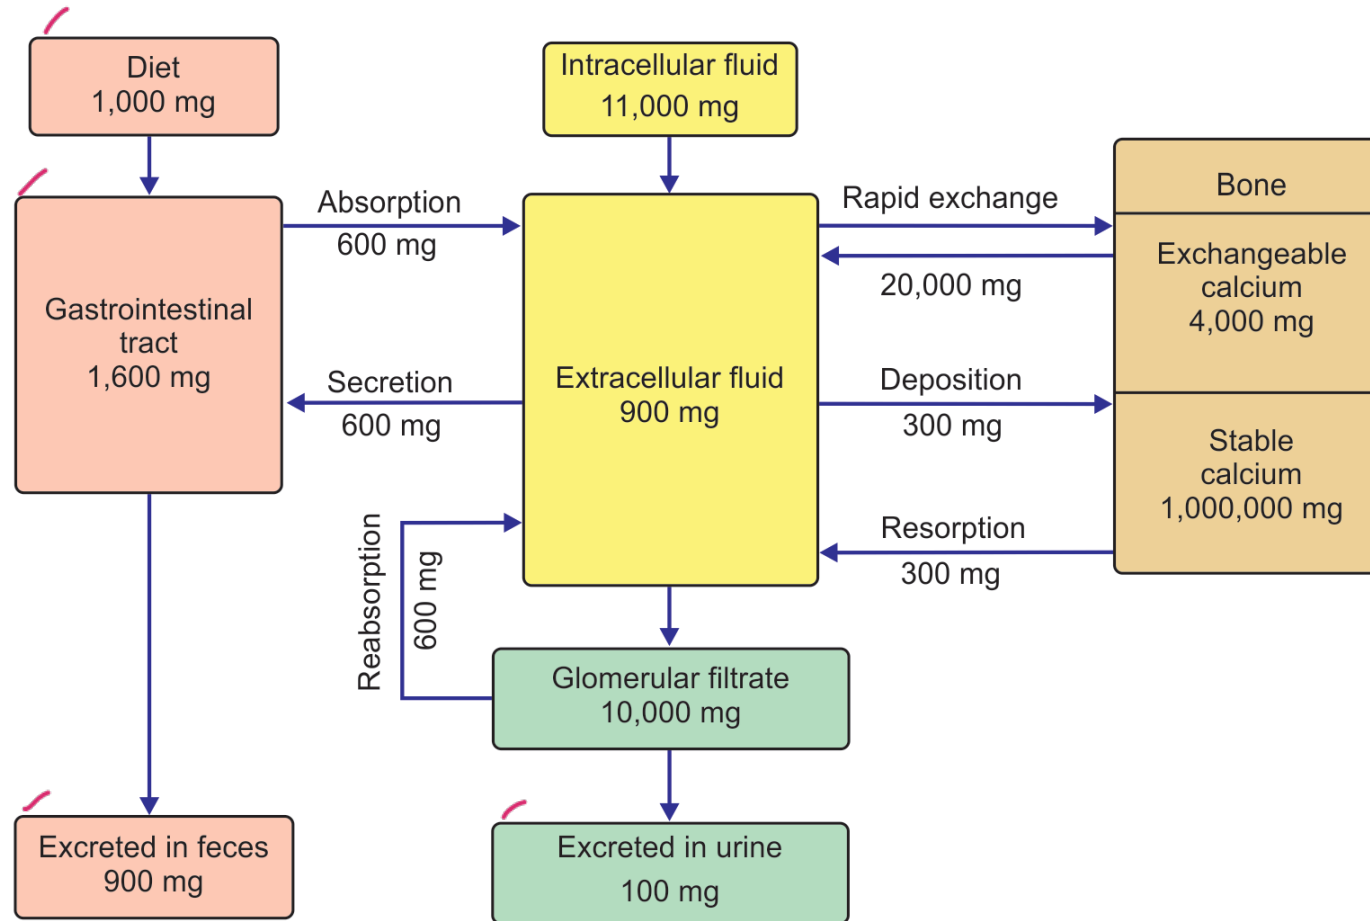 Diet
1,000 mg
Intracellular fluid
11,000 mg
Gastrointestinal
tract
1,600 mg
Absorption
600 mg
Secretion
600 mg
Extracellular fluid
900 mg
Rapid exchange
20,000 mg
Deposition
300 mg
Resorption
300 mg
Bone
Exchangeable
calcium
4,000 mg
Stable
calcium
1,000,000 mg
Reabsorption
600 mg
Glomerular filtrate
10,000 mg
Excreted in feces
900 mg
Excreted in urine
100 mg